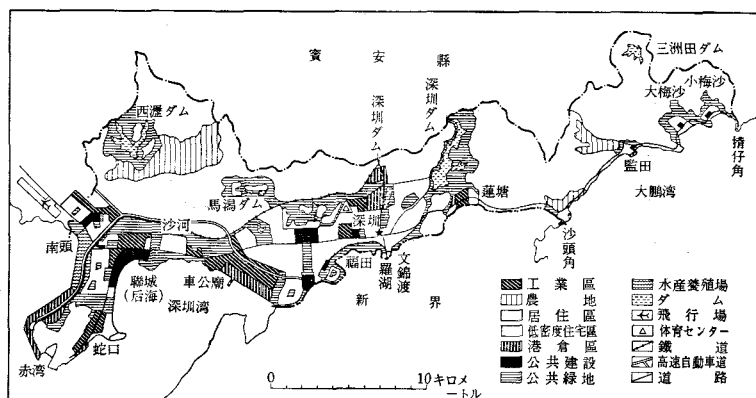 寳安縣
三洲田ダム
小梅沙
大梅沙
揹仔角
西瀝ダム
深圳ダム
深圳ダム
馬潟ダム
蓮塘
監田
大鵬湾
沙頭角
沙河
深圳
南頭
聯城
(后海)
車公廟
福田
羅湖
文錦渡
深圳湾
新界
蛇口
赤湾
工業區
農地
居住區
低密度住宅區
港倉區
公共建設
公共緑地
水産養殖場
ダム
飛行場
体育センター
鐵道
高速自動車道
道路
0 10キロメ
ートル